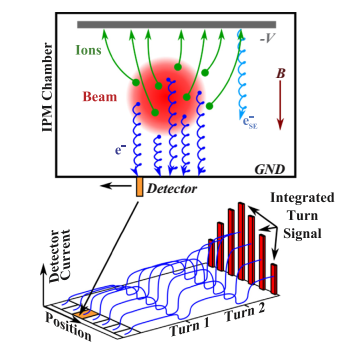 -V
Ions
IPM Chamber
B
Beam
e⁻SE
e⁻
GND
Detector
Integrated
Turn
Signal
Detector
Current
Position
Turn 1
Turn 2